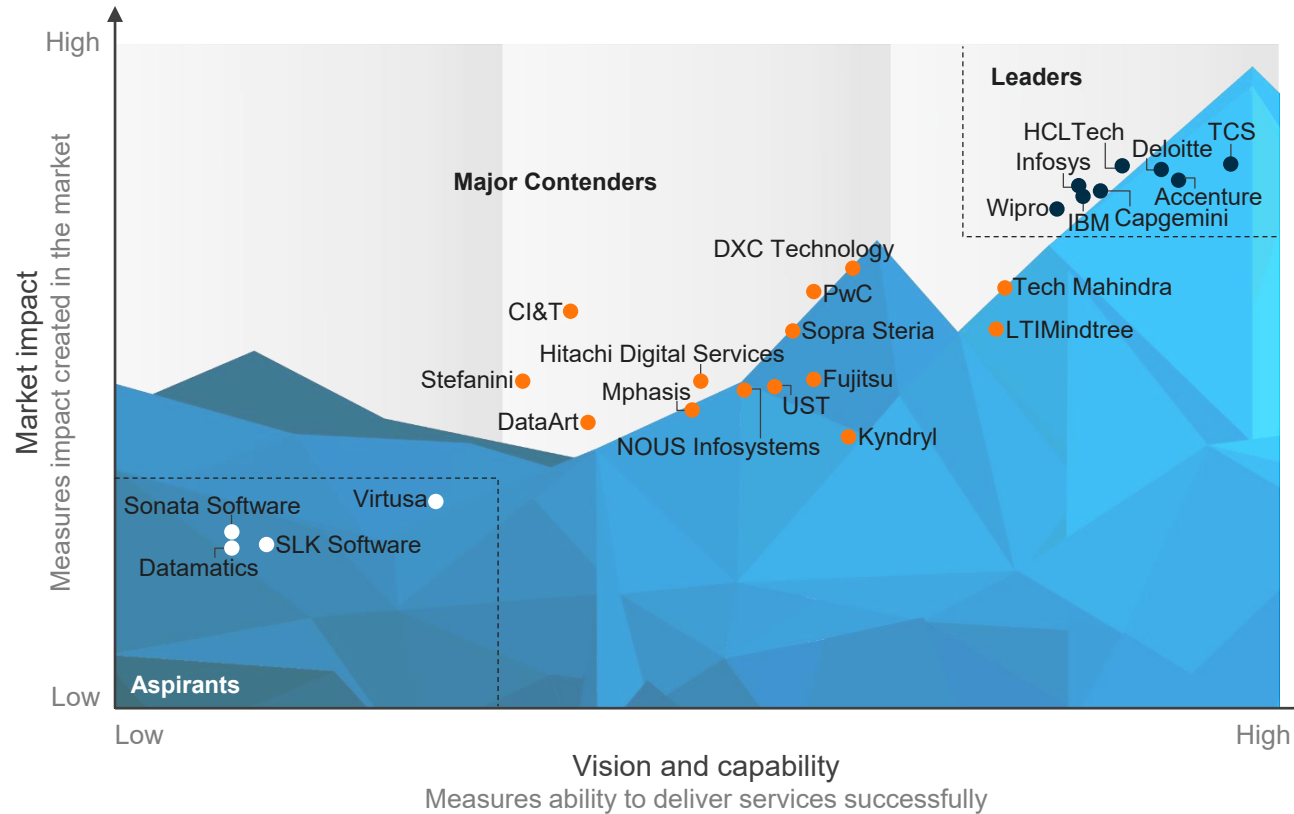 High
Market impact
Measures impact created in the market
Low
Leaders
HCLTech
TCS
Deloitte
Infosys
Accenture
Wipro
IBM
Capgemini
Major Contenders
DXC Technology
PwC
Tech Mahindra
CI&T
Sopra Steria
LTIMindtree
Hitachi Digital Services
Stefanini
Fujitsu
Mphasis
UST
DataArt
Kyndryl
NOUS Infosystems
Virtusa
Sonata Software
SLK Software
Datamatics
Aspirants
Low
High
Vision and capability
Measures ability to deliver services successfully